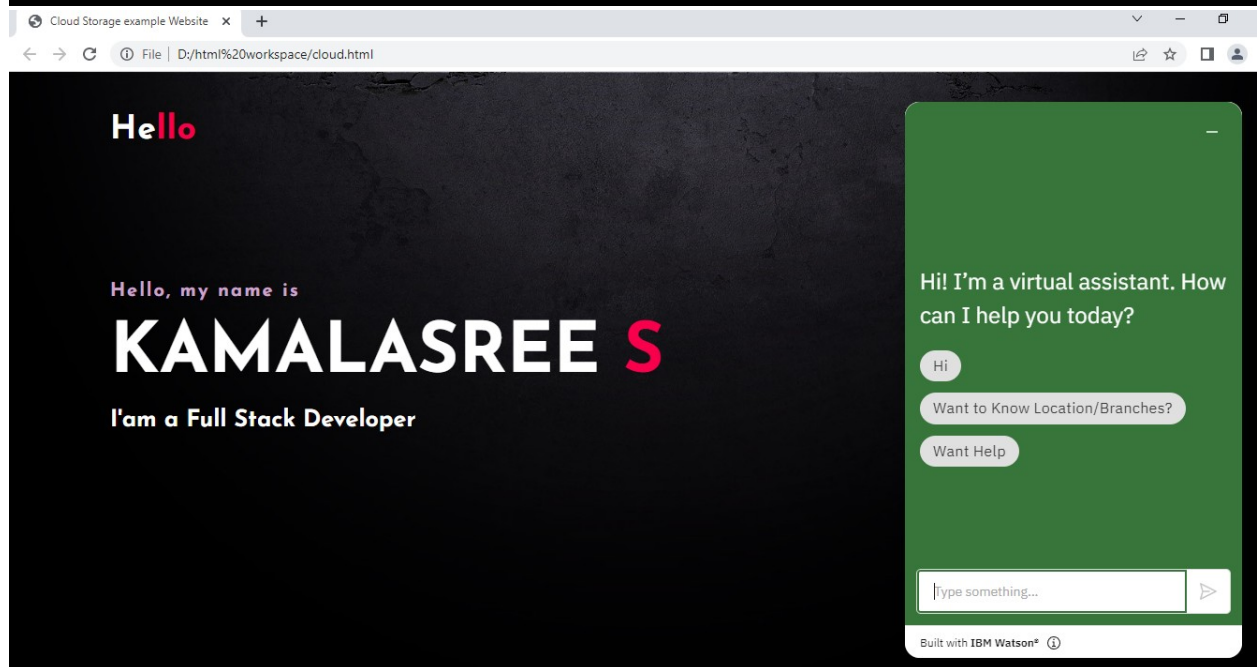 Cloud Storage example Website
File | D:/html%20workspace/cloud.html
Hello
Hello, my name is
KAMALASREE S
I'am a Full Stack Developer
Hi! I’m a virtual assistant. How
can I help you today?
Hi
Want to Know Location/Branches?
Want Help
Type something...
Built with IBM Watson®